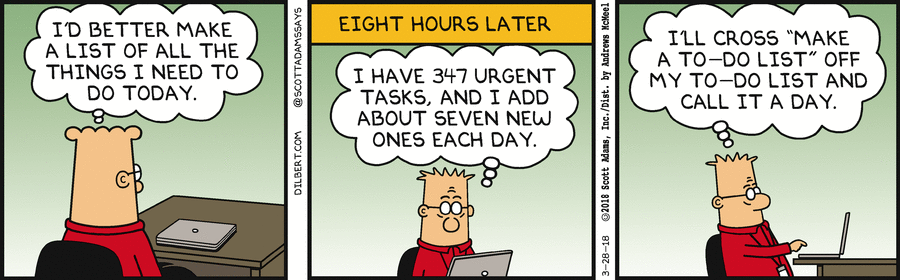 I'D BETTER MAKE
A LIST OF ALL THE
THINGS I NEED TO
DO TODAY.
DILBERT.COM @SCOTTADAMSSAYS
EIGHT HOURS LATER
I HAVE 347 URGENT
TASKS, AND I ADD
ABOUT SEVEN NEW
ONES EACH DAY.
3-28-18 ©2018 Scott Adams, Inc./Dist. by Andrews McMeel
I'LL CROSS "MAKE
A TO-DO LIST" OFF
MY TO-DO LIST AND
CALL IT A DAY.